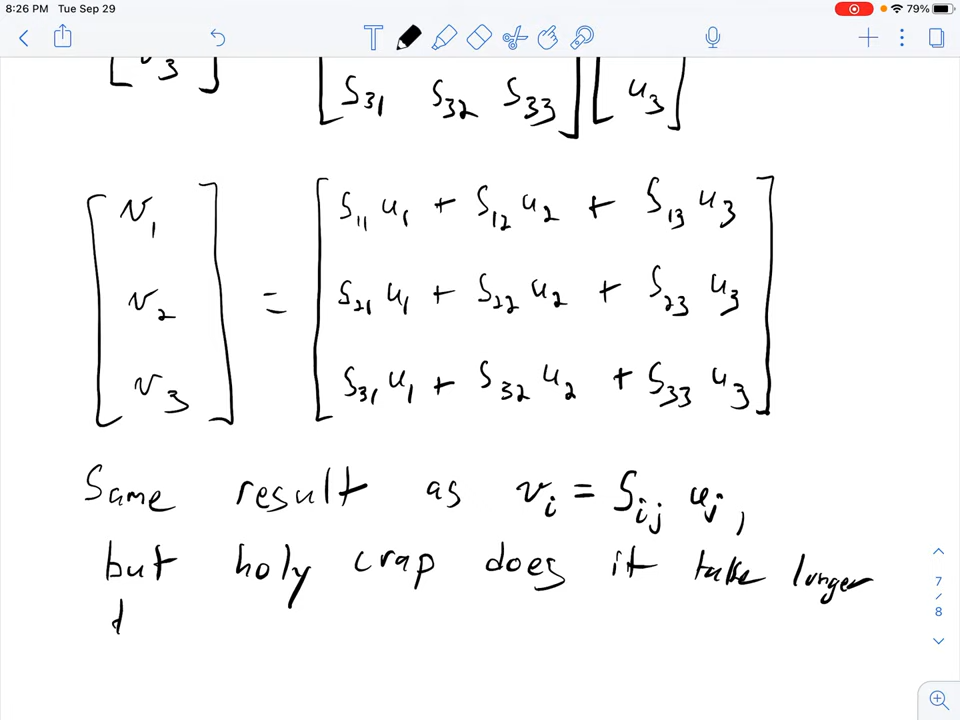 8:26 PM Tue Sep 29 79%
T
[v3] [S31 S32 S33] [u3]
[v1] [S11 u1 + S12 u2 + S13 u3]
[v2] = [S21 u1 + S22 u2 + S23 u3]
[v3] [S31 u1 + S32 u2 + S33 u3]
Same result as vi = Sij uj,
but holy crap does it take longer
7
/
8